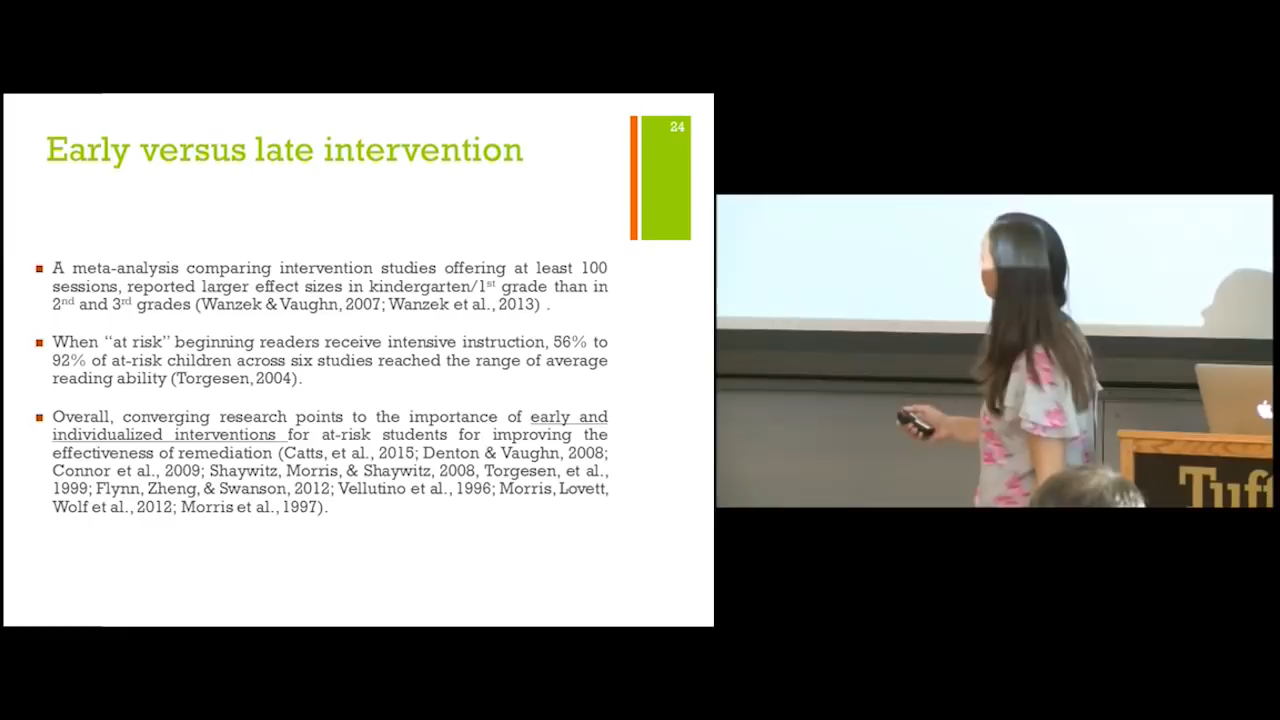 24
Early versus late intervention
A meta-analysis comparing intervention studies offering at least 100
sessions, reported larger effect sizes in kindergarten/1st grade than in
2nd and 3rd grades (Wanzek & Vaughn, 2007; Wanzek et al., 2013) .
When “at risk” beginning readers receive intensive instruction, 56% to
92% of at-risk children across six studies reached the range of average
reading ability (Torgesen, 2004).
Overall, converging research points to the importance of early and
individualized interventions for at-risk students for improving the
effectiveness of remediation (Catts, et al., 2015; Denton & Vaughn, 2008;
Connor et al., 2009; Shaywitz, Morris, & Shaywitz, 2008, Torgesen, et al.,
1999; Flynn, Zheng, & Swanson, 2012; Vellutino et al., 1996; Morris, Lovett,
Wolf et al., 2012; Morris et al., 1997).
Tuft